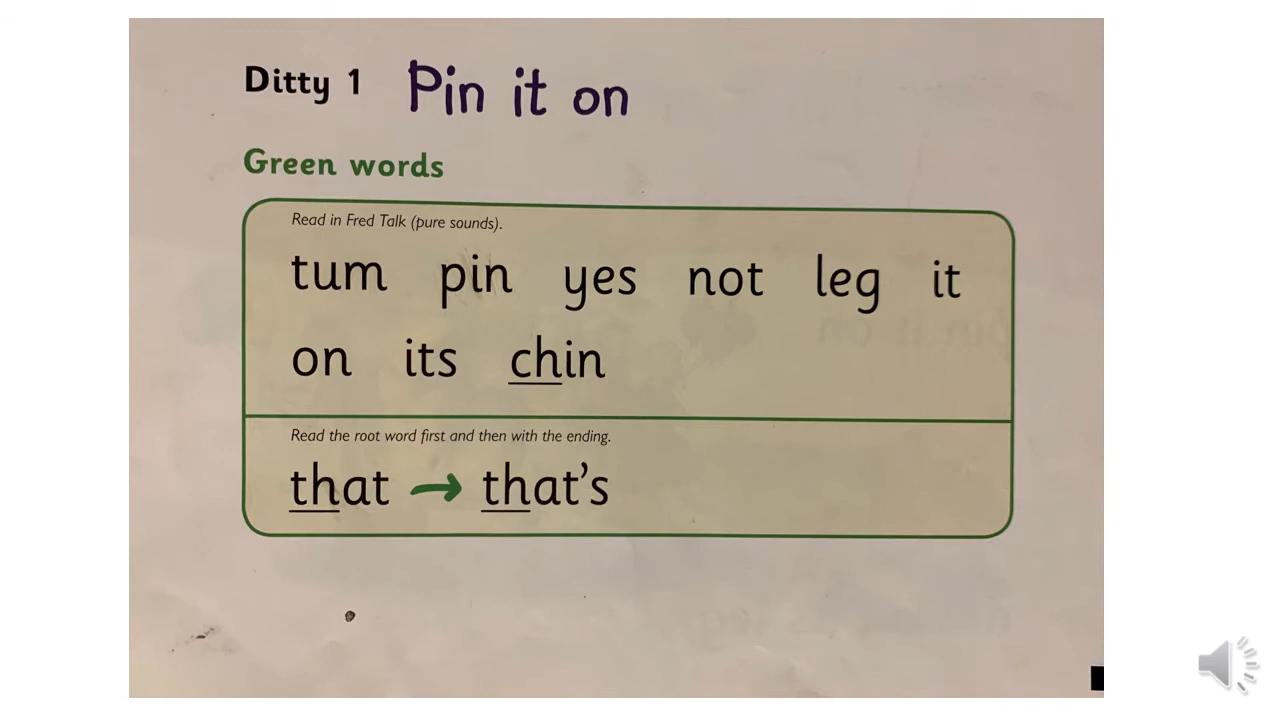 Ditty 1 Pin it on
Green words
Read in Fred Talk (pure sounds).
tum pin yes not leg it
on its chin
Read the root word first and then with the ending.
that → that’s